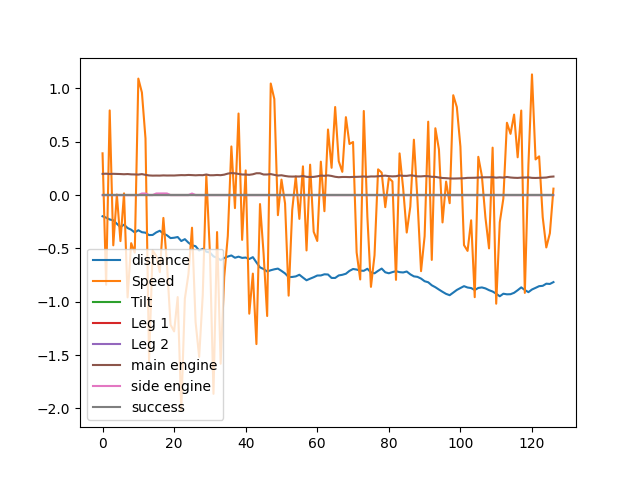 1.0
0.5
0.0
−0.5
−1.0
−1.5
−2.0
distance
Speed
Tilt
Leg 1
Leg 2
main engine
side engine
success
0 20 40 60 80 100 120